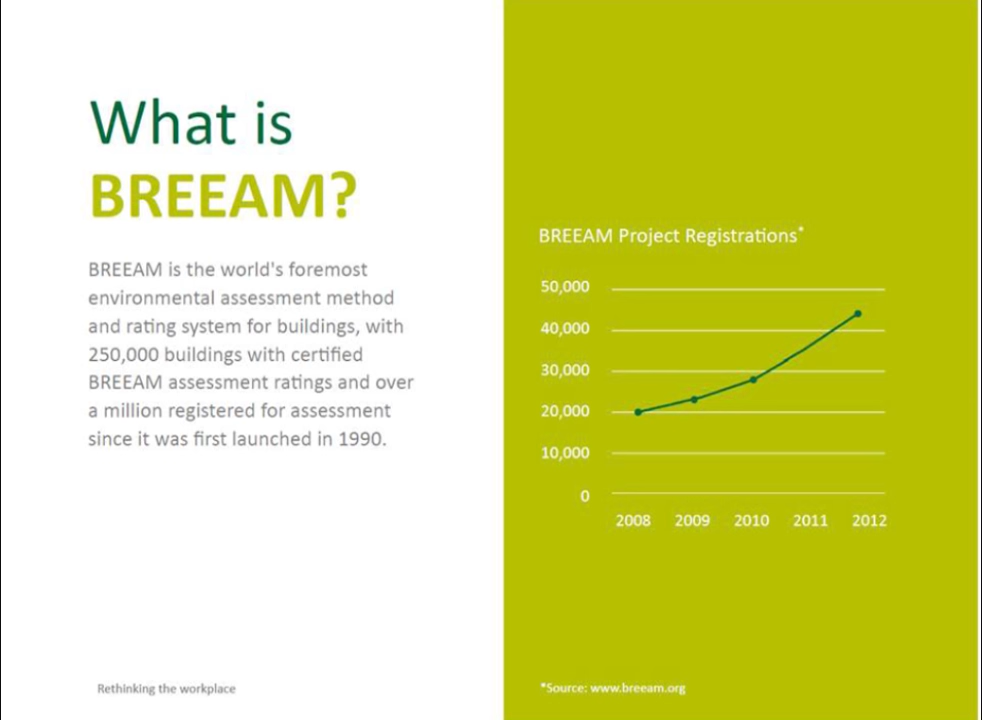 What is
BREEAM?
BREEAM is the world's foremost
environmental assessment method
and rating system for buildings, with
250,000 buildings with certified
BREEAM assessment ratings and over
a million registered for assessment
since it was first launched in 1990.
Rethinking the workplace
BREEAM Project Registrations*
50,000
40,000
30,000
20,000
10,000
0
2008 2009 2010 2011 2012
*Source: www.breeam.org